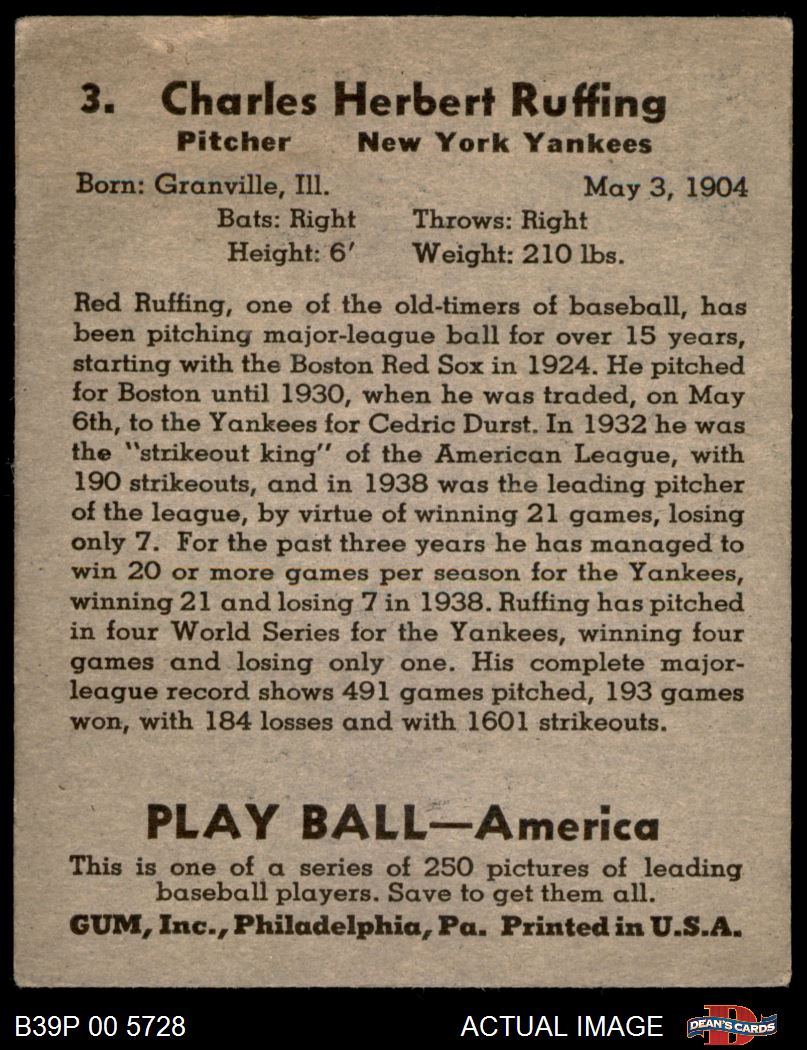 3. Charles Herbert Ruffing
Pitcher New York Yankees
Born: Granville, Ill. May 3, 1904
Bats: Right Throws: Right
Height: 6′ Weight: 210 lbs.
Red Ruffing, one of the old-timers of baseball, has
been pitching major-league ball for over 15 years,
starting with the Boston Red Sox in 1924. He pitched
for Boston until 1930, when he was traded, on May
6th, to the Yankees for Cedric Durst. In 1932 he was
the "strikeout king" of the American League, with
190 strikeouts, and in 1938 was the leading pitcher
of the league, by virtue of winning 21 games, losing
only 7. For the past three years he has managed to
win 20 or more games per season for the Yankees,
winning 21 and losing 7 in 1938. Ruffing has pitched
in four World Series for the Yankees, winning four
games and losing only one. His complete major-
league record shows 491 games pitched, 193 games
won, with 184 losses and with 1601 strikeouts.
PLAY BALL—America
This is one of a series of 250 pictures of leading
baseball players. Save to get them all.
GUM, Inc., Philadelphia, Pa. Printed in U.S.A.
B39P 00 5728 ACTUAL IMAGE D DEAN'S CARDS